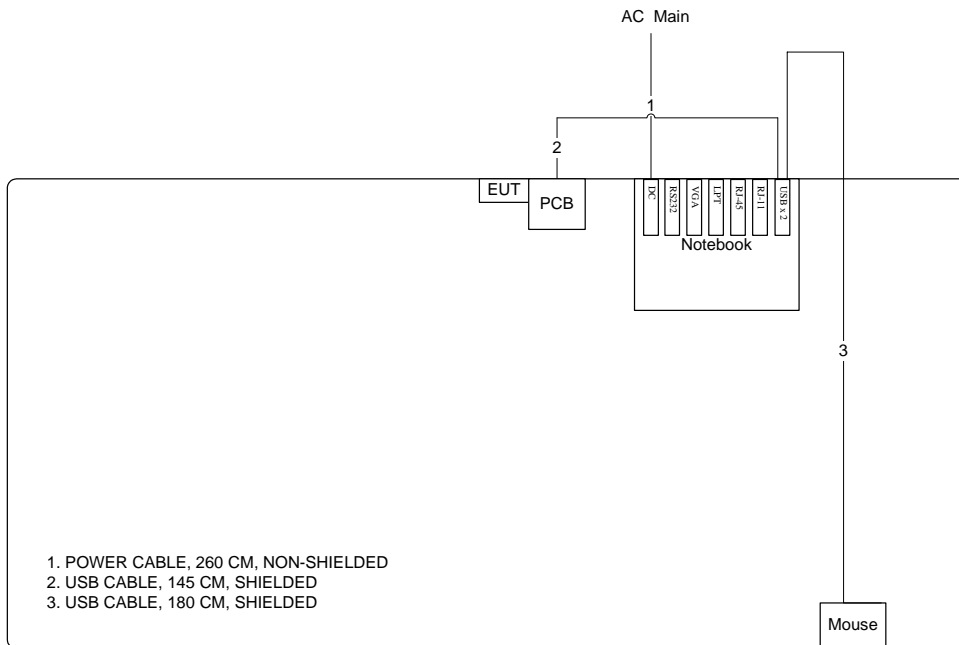 AC Main
1
2
EUT
PCB
DC
RS232
VGA
LPT
RJ-45
RJ-11
USB x 2
Notebook
3
1. POWER CABLE, 260 CM, NON-SHIELDED
2. USB CABLE, 145 CM, SHIELDED
3. USB CABLE, 180 CM, SHIELDED
Mouse